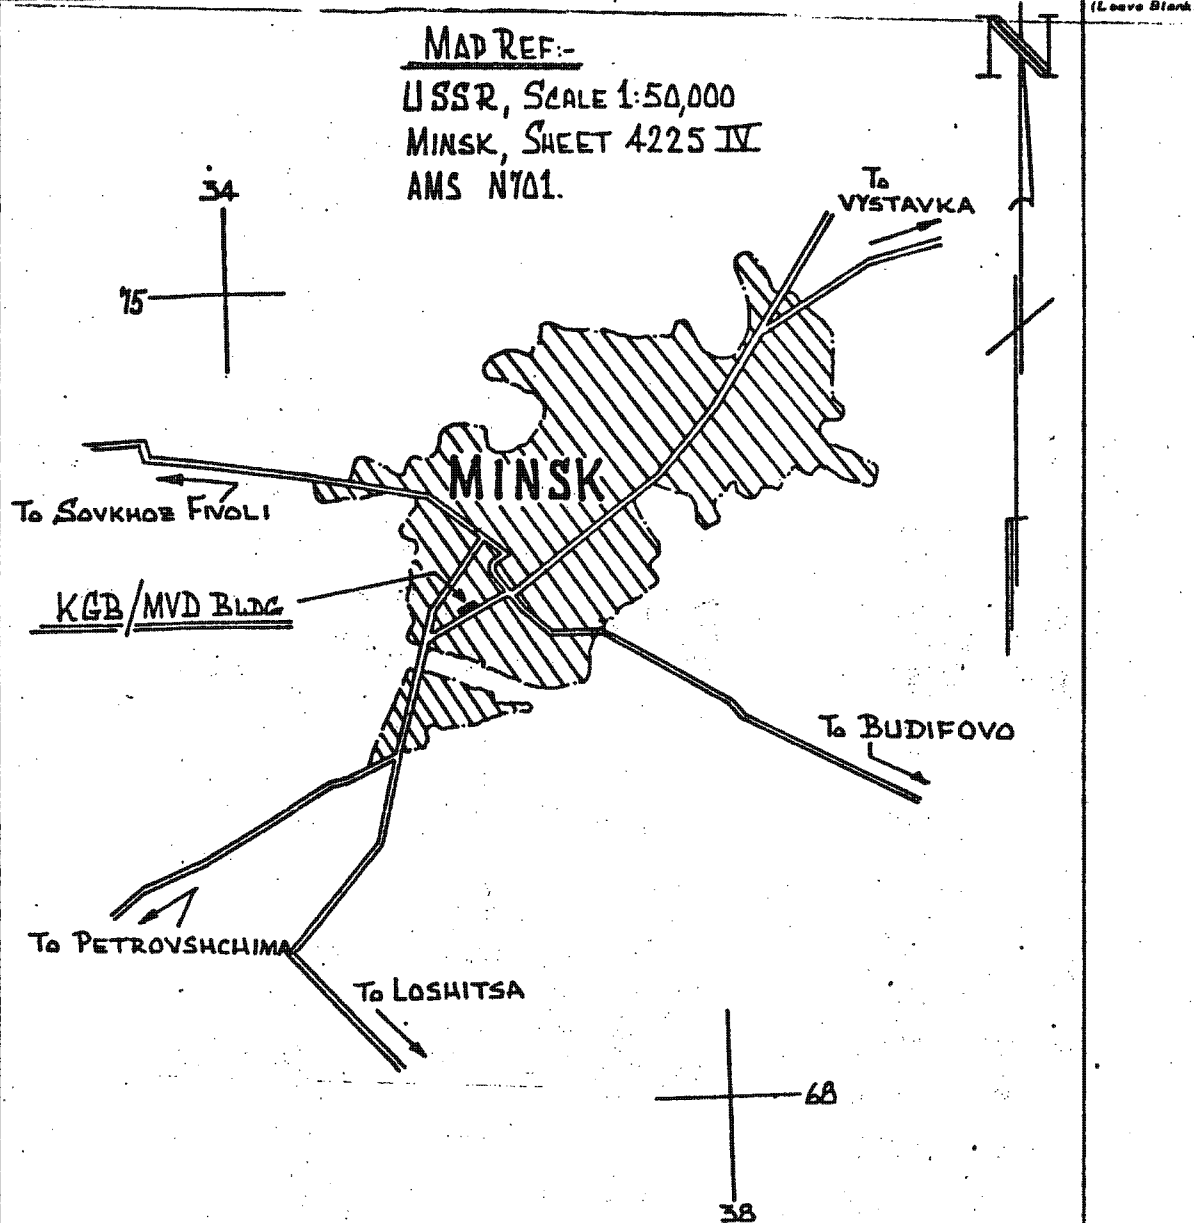 (Leave Blank
N
MAP REF:-
USSR, SCALE 1:50,000
MINSK, SHEET 4225 IV
AMS N701.
34
75
To
VYSTAVKA
MINSK
To SOVKHOZ FIVOLI
KGB/MVD BLDG
To BUDIFOVO
To PETROVSHCHIMA
To LOSHITSA
68
38